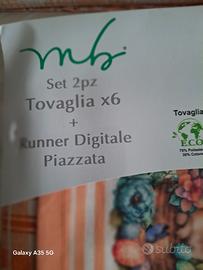 mb
Set 2pz
Tovaglia x6
+
Runner Digitale
Piazzata
Tovaglia
ECO
Galaxy A35 5G
subito